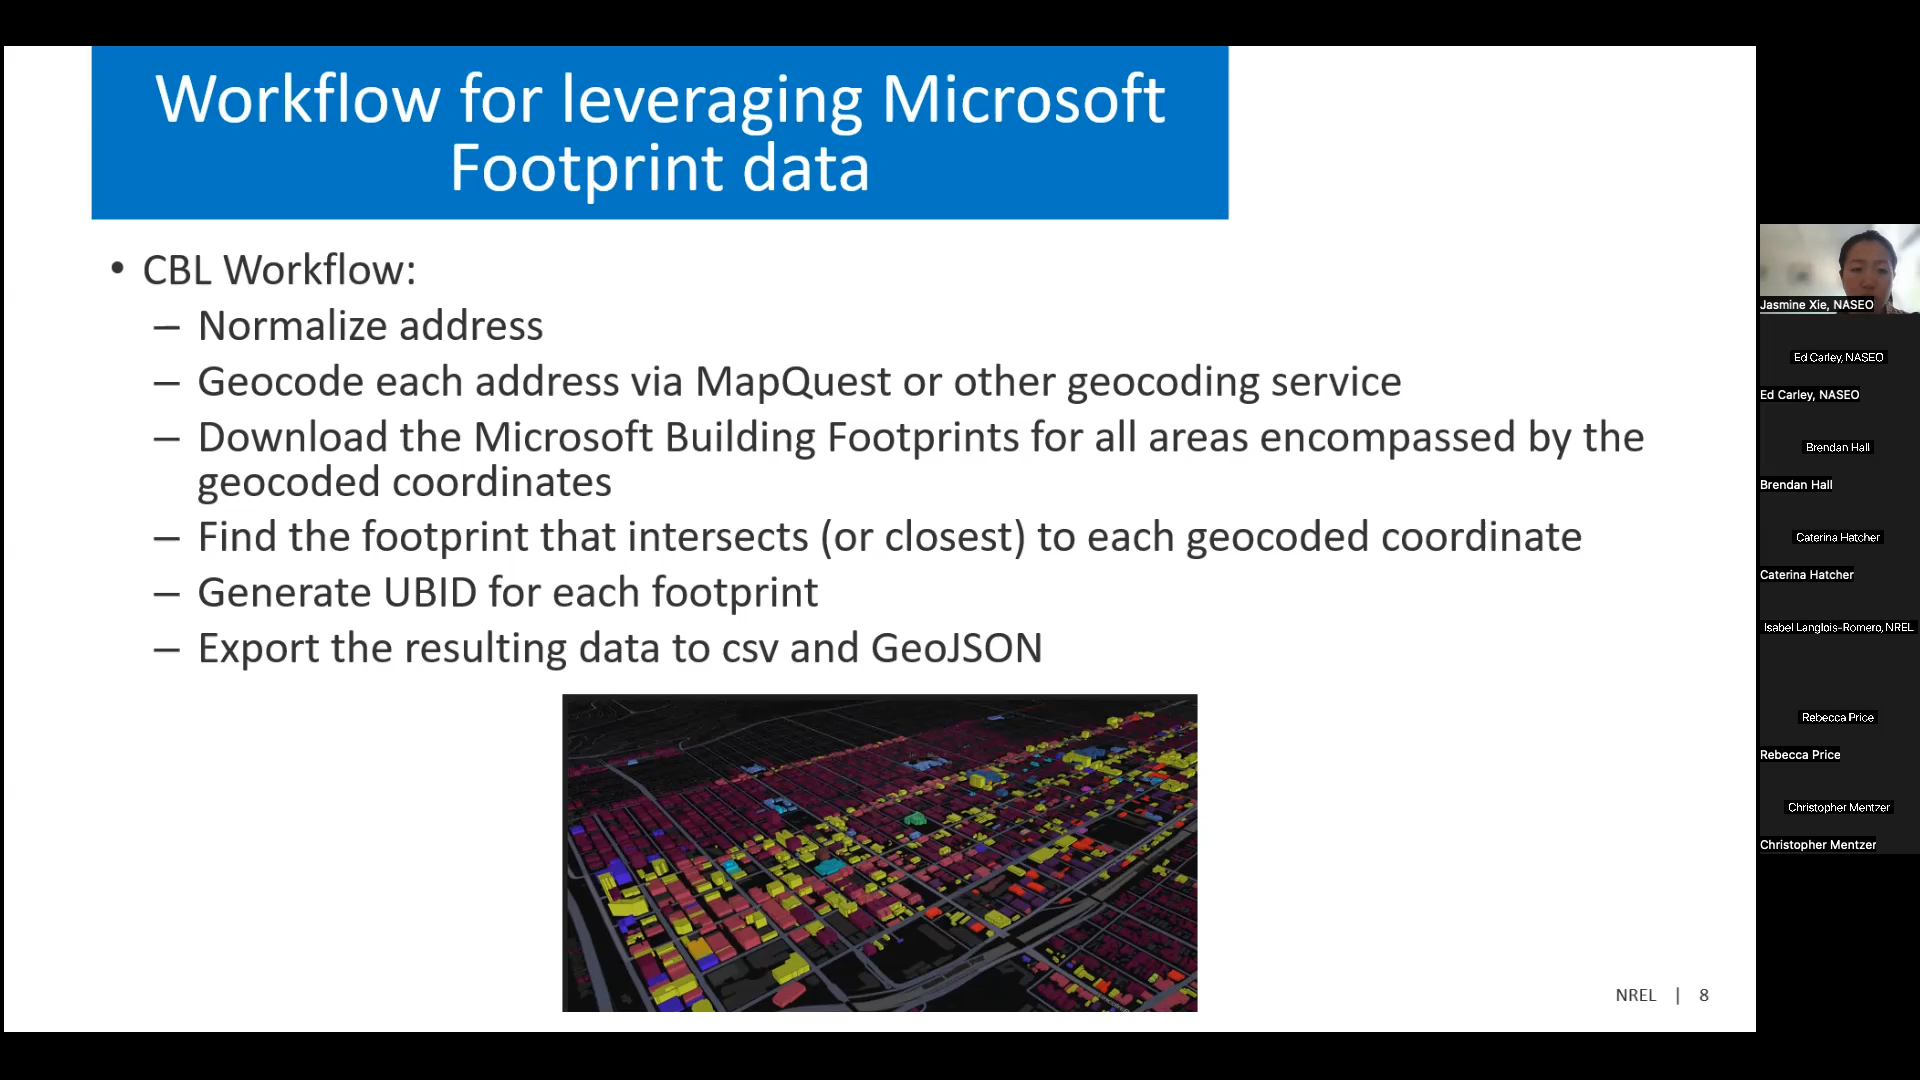 Workflow for leveraging Microsoft
Footprint data
• CBL Workflow:
– Normalize address
– Geocode each address via MapQuest or other geocoding service
– Download the Microsoft Building Footprints for all areas encompassed by the
geocoded coordinates
– Find the footprint that intersects (or closest) to each geocoded coordinate
– Generate UBID for each footprint
– Export the resulting data to csv and GeoJSON
NREL | 8
Jasmine Xie, NASEO
Ed Carley, NASEO
Ed Carley, NASEO
Brendan Hall
Brendan Hall
Caterina Hatcher
Caterina Hatcher
Isabel Langlois-Romero, NREL
Rebecca Price
Rebecca Price
Christopher Mentzer
Christopher Mentzer